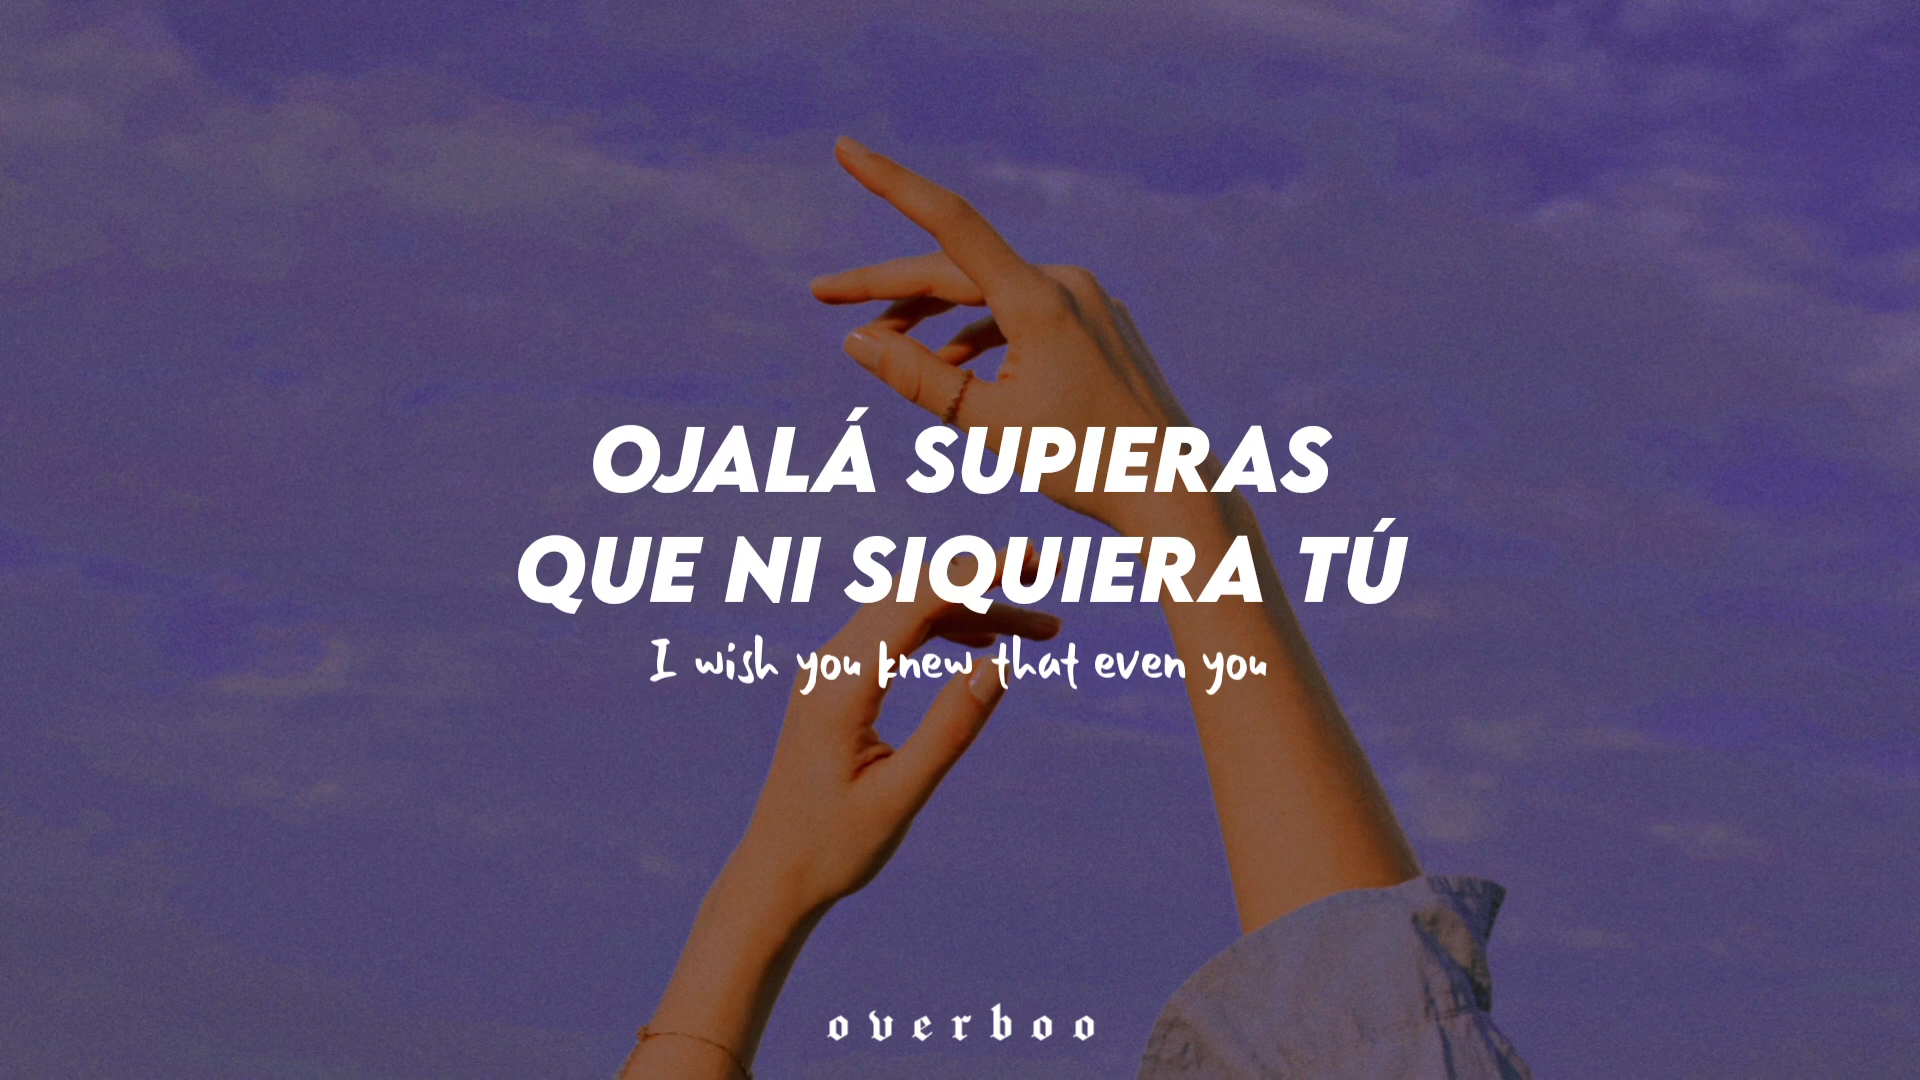 OJALÁ SUPIERAS
QUE NI SIQUIERA TÚ
I wish you knew that even you
overboo